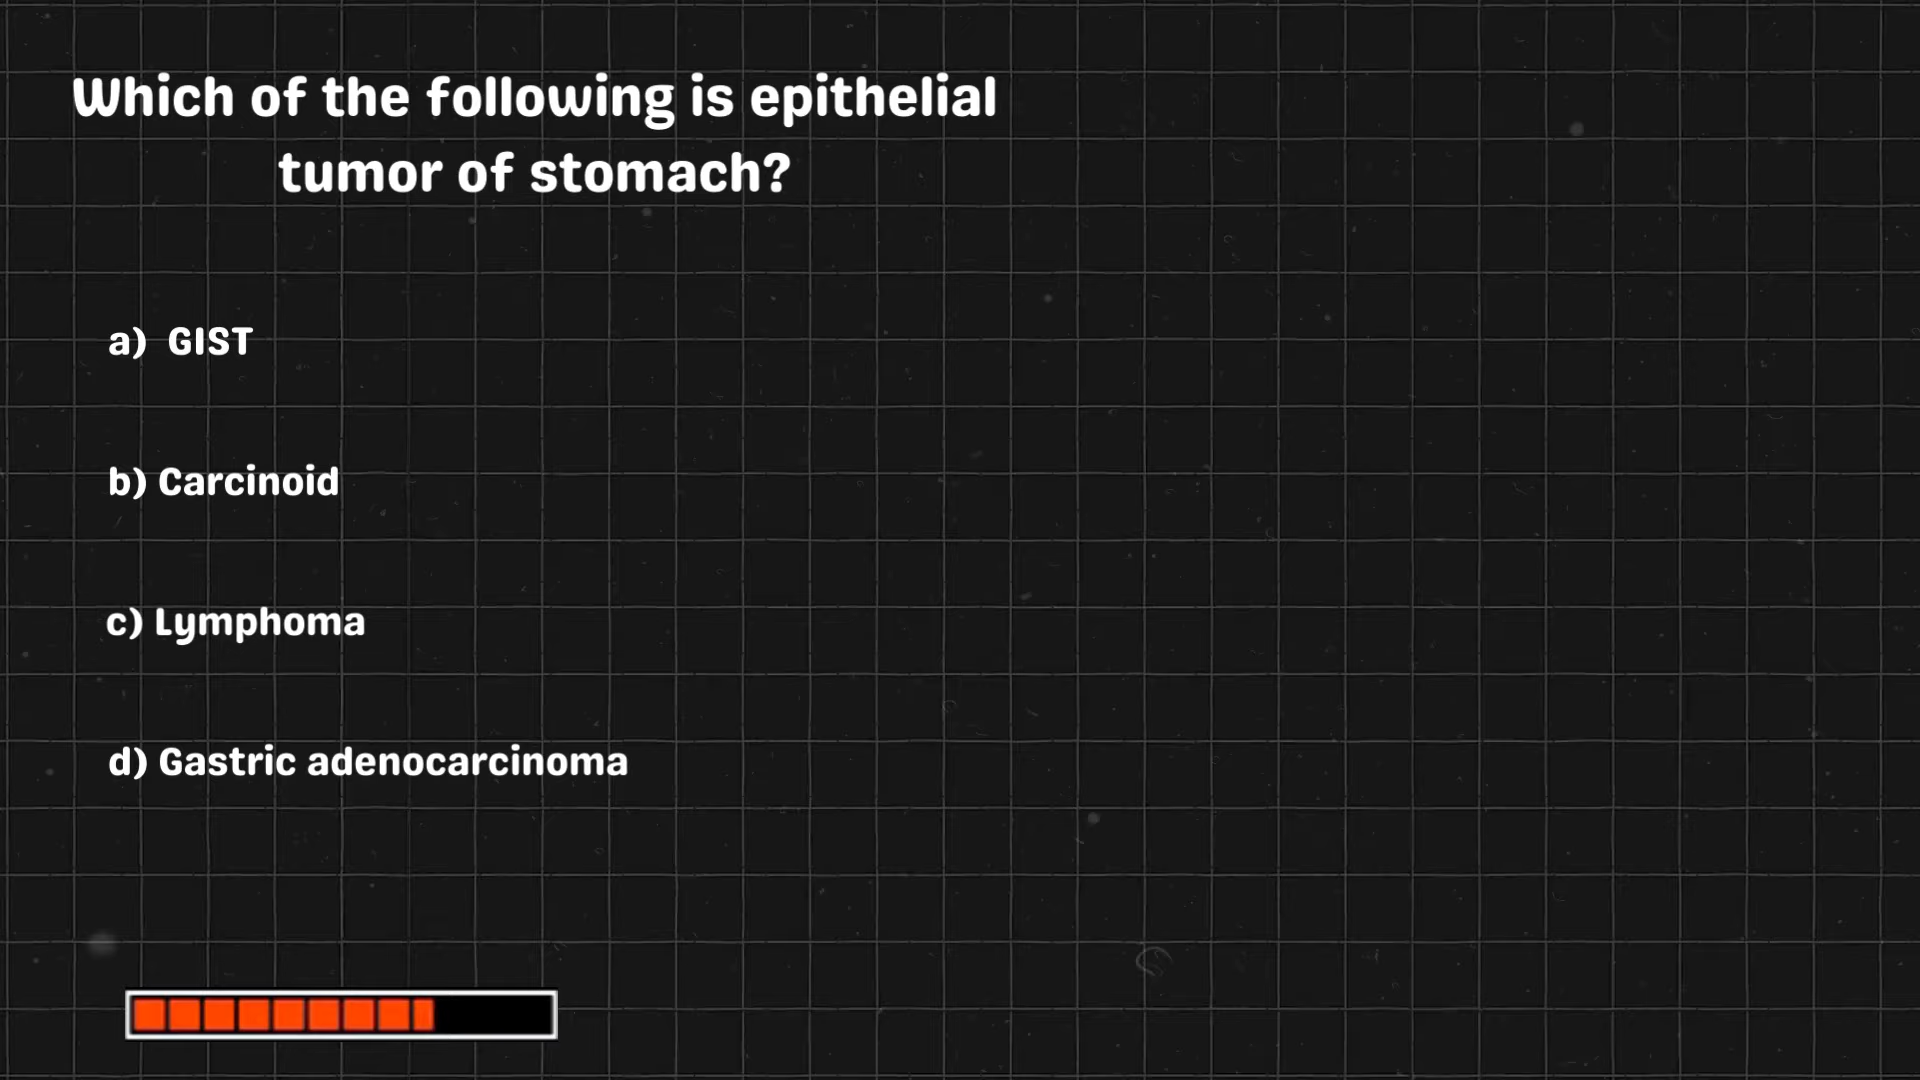 Which of the following is epithelial
tumor of stomach?
a) GIST
b) Carcinoid
c) Lymphoma
d) Gastric adenocarcinoma